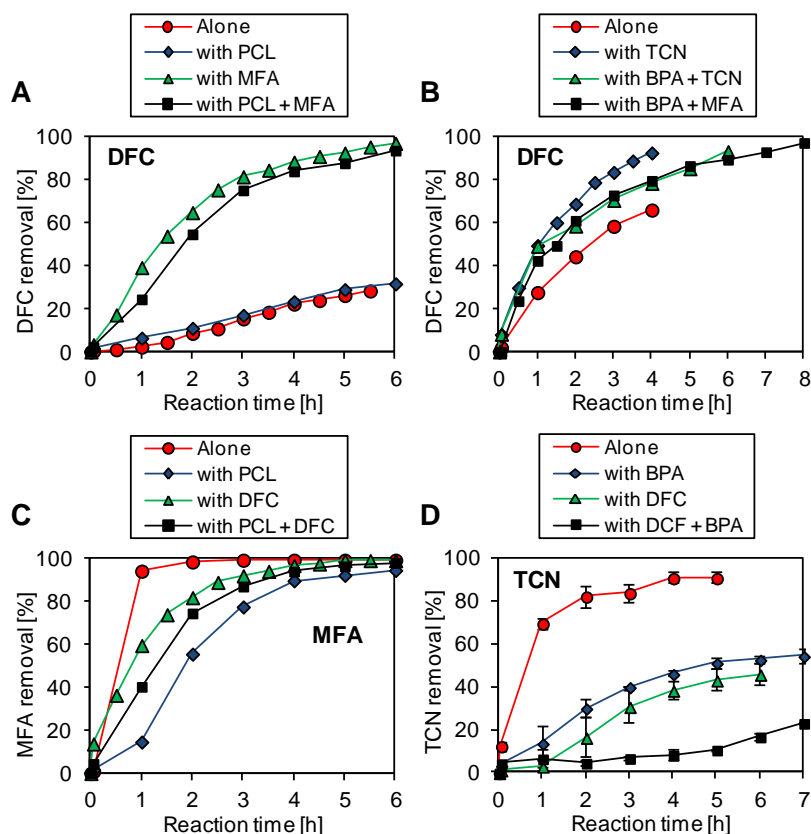 Alone
with PCL
with MFA
with PCL + MFA
Alone
with TCN
with BPA + TCN
with BPA + MFA
A
B
100
80
60
40
20
0
DFC removal [%]
DFC
0 1 2 3 4 5 6
Reaction time [h]
100
80
60
40
20
0
DFC removal [%]
DFC
0 1 2 3 4 5 6 7 8
Reaction time [h]
Alone
with PCL
with DFC
with PCL + DFC
Alone
with BPA
with DFC
with DCF + BPA
C
D
100
80
60
40
20
0
MFA removal [%]
MFA
0 1 2 3 4 5 6
Reaction time [h]
100
80
60
40
20
0
TCN removal [%]
TCN
0 1 2 3 4 5 6 7
Reaction time [h]